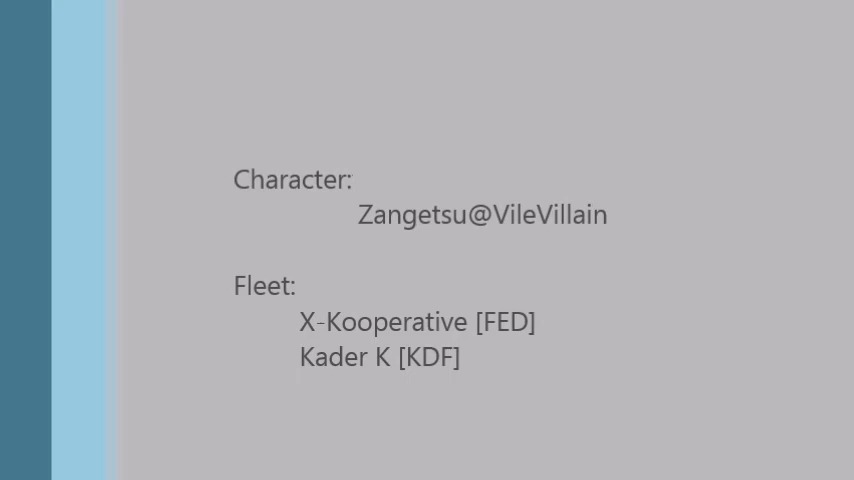 Character:
Zangetsu@VileVillain
Fleet:
X-Kooperative [FED]
Kader K [KDF]